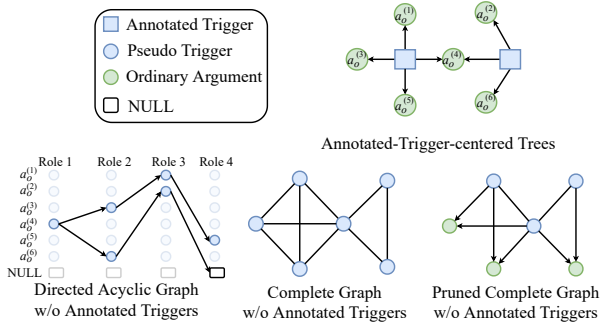 Annotated Trigger
Pseudo Trigger
Ordinary Argument
NULL
a_o^(1)
a_o^(2)
a_o^(3)
a_o^(4)
a_o^(5)
a_o^(6)
Annotated-Trigger-centered Trees
Role 1 Role 2 Role 3 Role 4
a_o^(1)
a_o^(2)
a_o^(3)
a_o^(4)
a_o^(5)
a_o^(6)
NULL
Directed Acyclic Graph
w/o Annotated Triggers
Complete Graph
w/o Annotated Triggers
Pruned Complete Graph
w/o Annotated Triggers